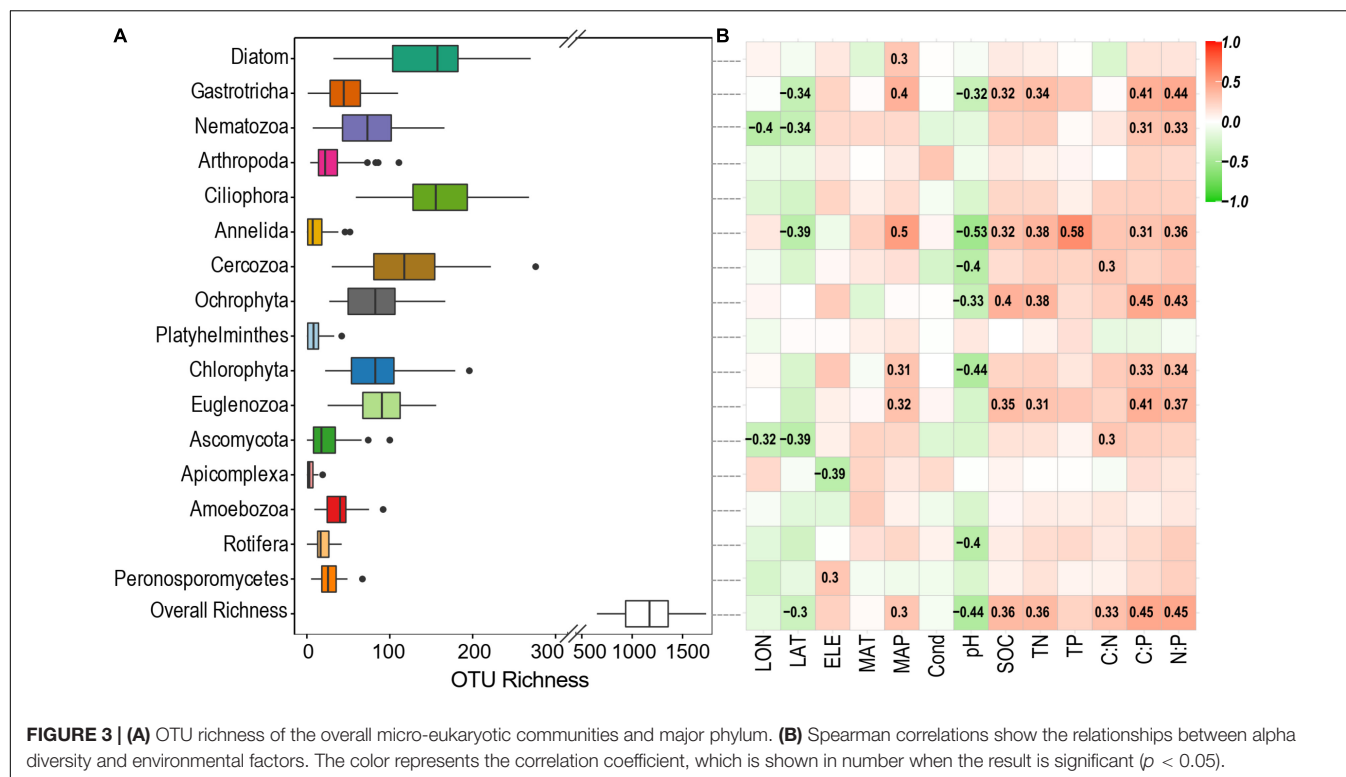 A
B
Diatom 0.3
Gastrotricha −0.34 0.4 −0.32 0.32 0.34 0.41 0.44
Nematozoa −0.4 −0.34 0.31 0.33
Arthropoda
Ciliophora
Annelida −0.39 0.5 −0.53 0.32 0.38 0.58 0.31 0.36
Cercozoa −0.4 0.3
Ochrophyta −0.33 0.4 0.38 0.45 0.43
Platyhelminthes
Chlorophyta 0.31 −0.44 0.33 0.34
Euglenozoa 0.32 0.35 0.31 0.41 0.37
Ascomycota −0.32 −0.39 0.3
Apicomplexa −0.39
Amoebozoa
Rotifera −0.4
Peronosporomycetes 0.3
Overall Richness −0.3 0.3 −0.44 0.36 0.36 0.33 0.45 0.45
1.0
0.5
0.0
−0.5
−1.0
0 100 200 300 500 1000 1500
OTU Richness
LON LAT ELE MAT MAP Cond pH SOC TN TP C:N C:P N:P
FIGURE 3 | (A) OTU richness of the overall micro-eukaryotic communities and major phylum. (B) Spearman correlations show the relationships between alpha
diversity and environmental factors. The color represents the correlation coefficient, which is shown in number when the result is significant (p < 0.05).